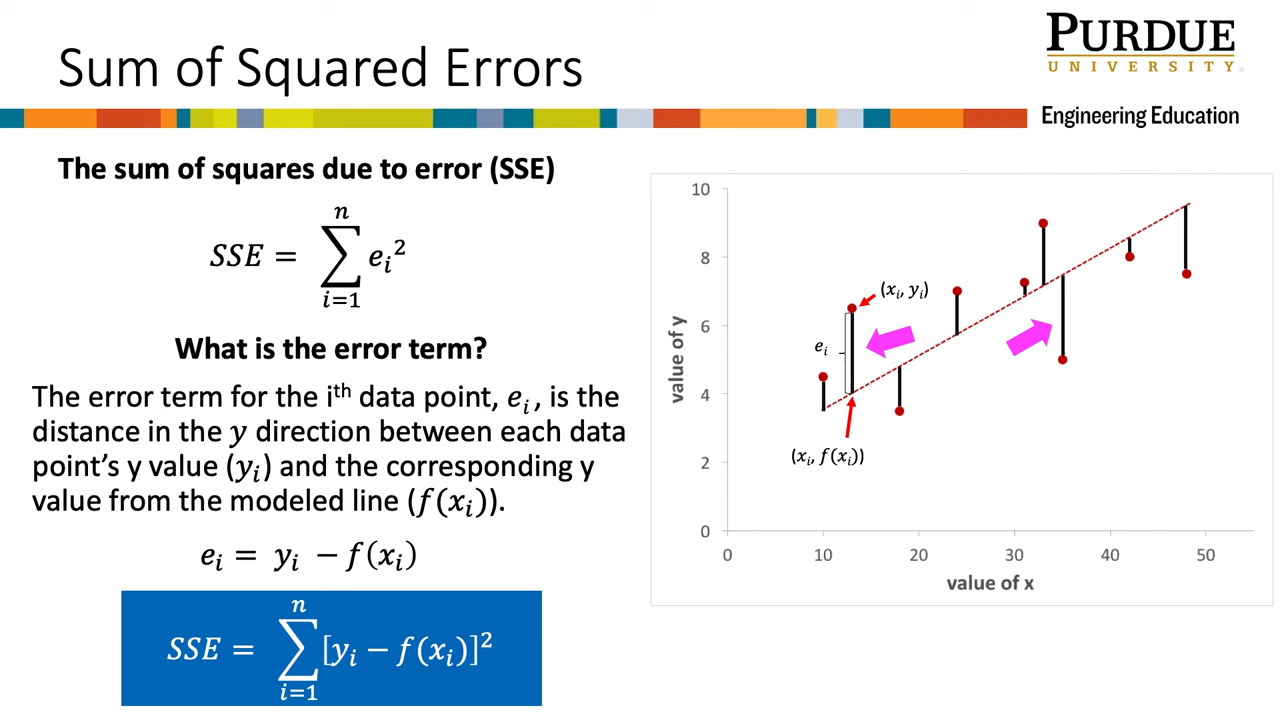 Sum of Squared Errors
PURDUE
UNIVERSITY
Engineering Education
The sum of squares due to error (SSE)
SSE = ∑ᵢ₌₁ⁿ eᵢ²
What is the error term?
The error term for the iᵗʰ data point, eᵢ, is the
distance in the y direction between each data
point's y value (yᵢ) and the corresponding y
value from the modeled line (f(xᵢ)).
eᵢ = yᵢ − f(xᵢ)
SSE = ∑ᵢ₌₁ⁿ [yᵢ − f(xᵢ)]²
value of y
10
8
6
4
2
0
(xᵢ, yᵢ)
eᵢ
(xᵢ, f(xᵢ))
0 10 20 30 40 50
value of x